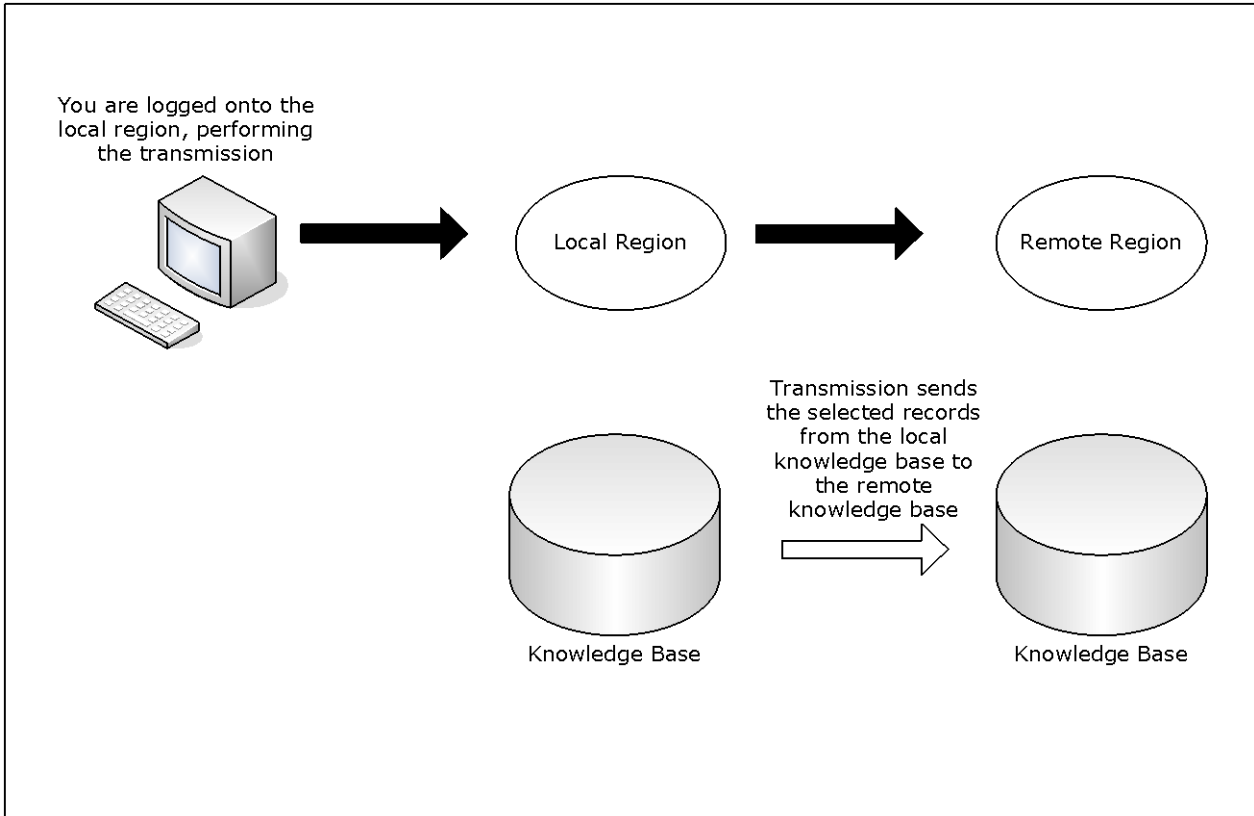 You are logged onto the
local region, performing
the transmission
Local Region
Remote Region
Transmission sends
the selected records
from the local
knowledge base to
the remote
knowledge base
Knowledge Base
Knowledge Base